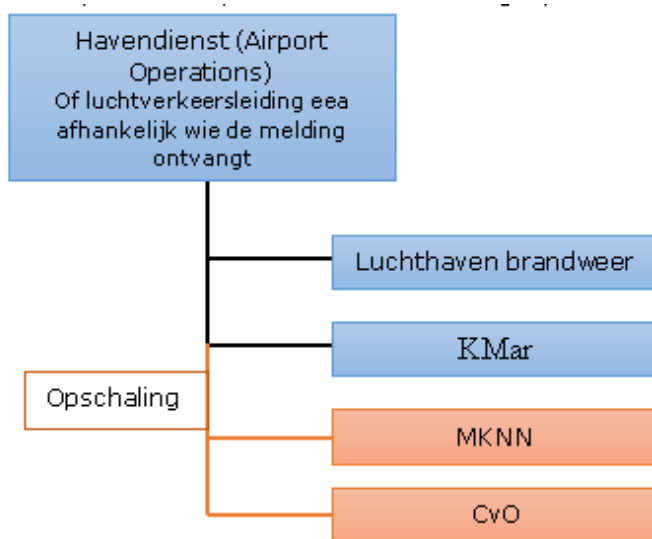 Havendienst (Airport
Operations)
Of luchtverkeersleiding eea
afhankelijk wie de melding
ontvangt
Luchthaven brandweer
KMar
Opschaling
MKNN
CvO